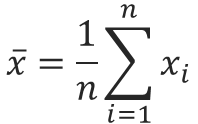 x̄ = 1/n ∑_{i=1}^{n} x_i